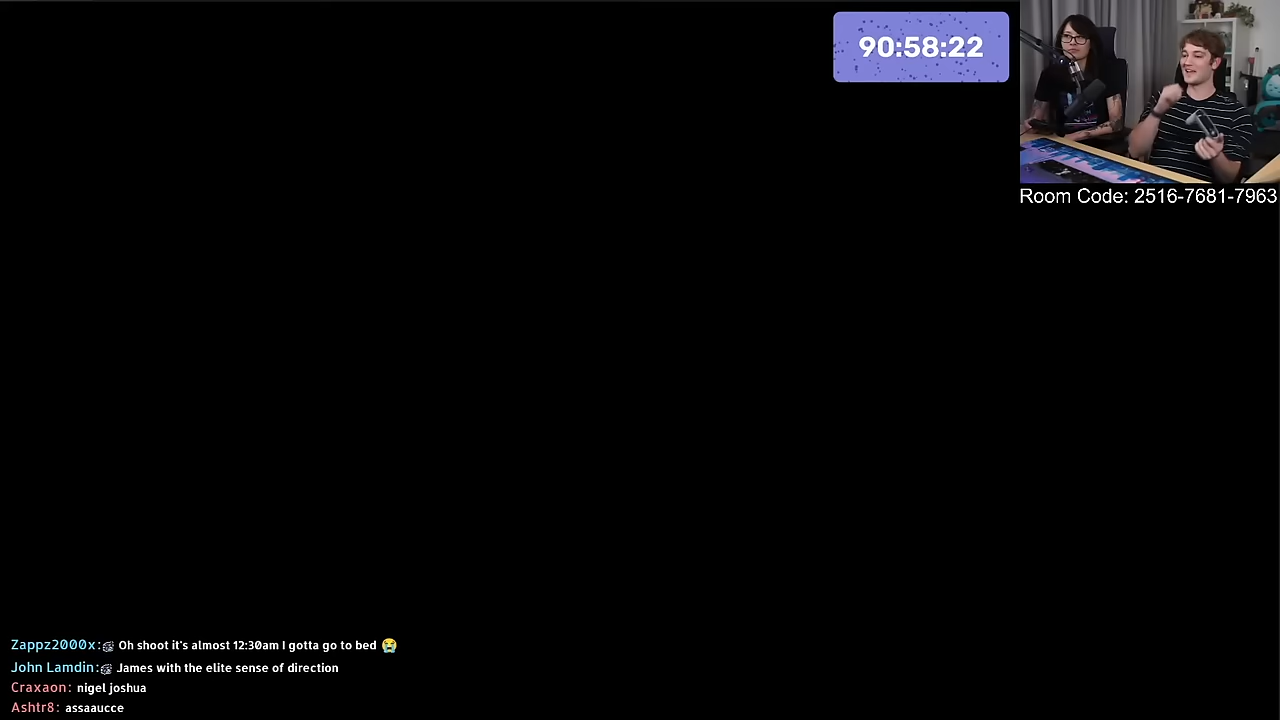 90:58:22
Room Code: 2516-7681-7963
Zappz2000x: Oh shoot it's almost 12:30am I gotta go to bed 😭
John Lamdin: James with the elite sense of direction
Craxaon: nigel joshua
Ashtr8: assaaucce